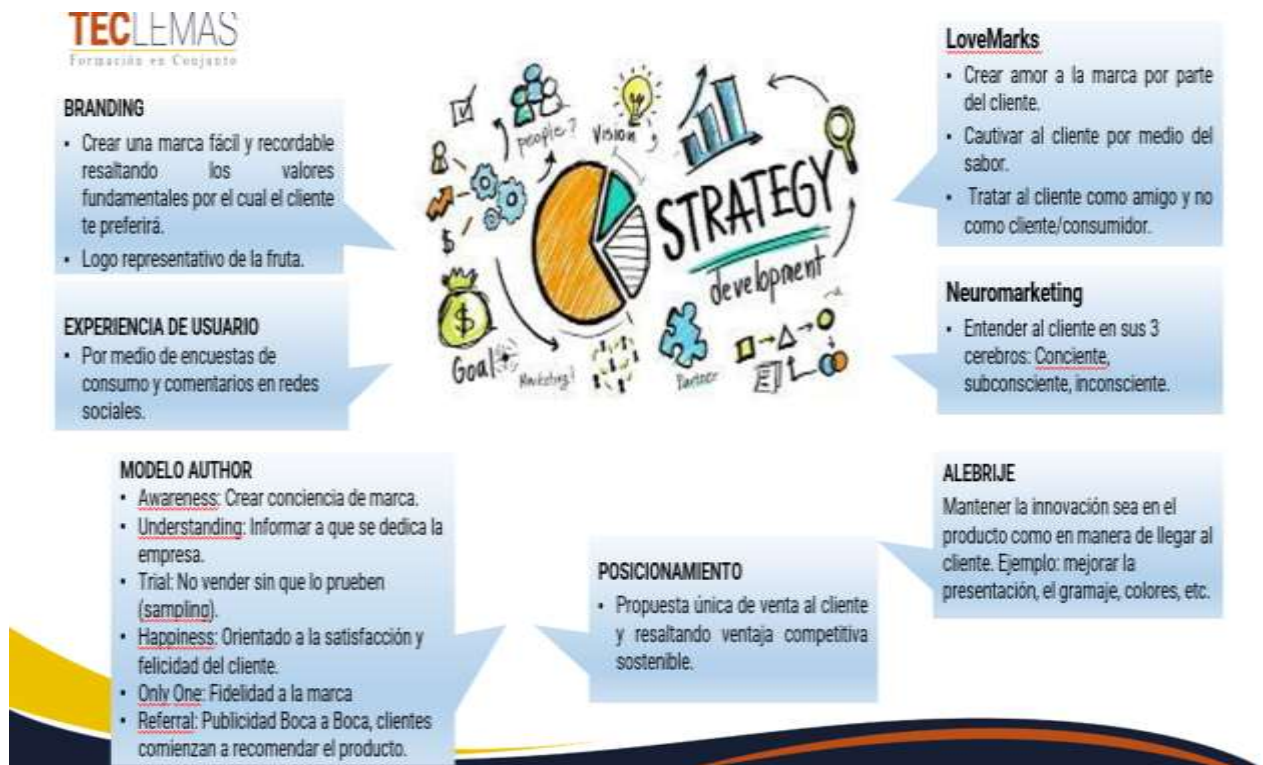 TECLEMAS
Formación en Conjunto
BRANDING
• Crear una marca fácil y recordable
resaltando los valores
fundamentales por el cual el cliente
te preferirá.
• Logo representativo de la fruta.
EXPERIENCIA DE USUARIO
• Por medio de encuestas de
consumo y comentarios en redes
sociales.
MODELO AUTHOR
• Awareness: Crear conciencia de marca.
• Understanding: Informar a que se dedica la
empresa.
• Trial: No vender sin que lo prueben
(sampling).
• Happiness: Orientado a la satisfacción y
felicidad del cliente.
• Only One: Fidelidad a la marca
• Referral: Publicidad Boca a Boca, clientes
comienzan a recomendar el producto.
people?
Vision
STRATEGY
development
$
$
Goal
Marketing?
Partner
POSICIONAMIENTO
• Propuesta única de venta al cliente
y resaltando ventaja competitiva
sostenible.
LoveMarks
• Crear amor a la marca por parte
del cliente.
• Cautivar al cliente por medio del
sabor.
• Tratar al cliente como amigo y no
como cliente/consumidor.
Neuromarketing
• Entender al cliente en sus 3
cerebros: Conciente,
subconsciente, inconsciente.
ALEBRIJE
Mantener la innovación sea en el
producto como en manera de llegar al
cliente. Ejemplo: mejorar la
presentación, el gramaje, colores, etc.